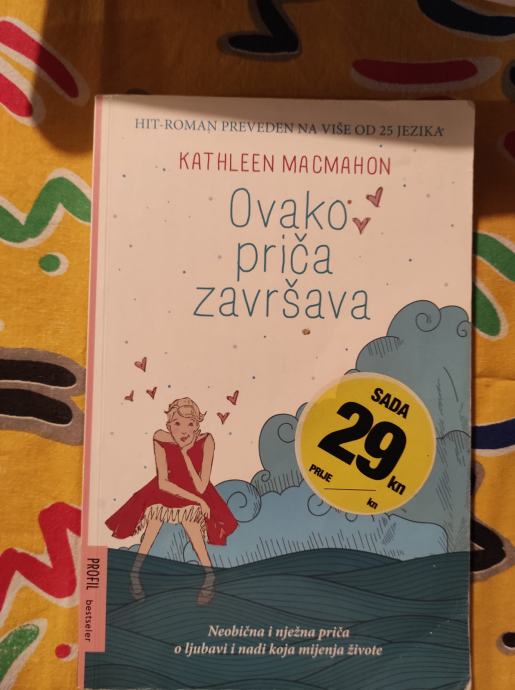 HIT-ROMAN PREVEDEN NA VIŠE OD 25 JEZIKA
KATHLEEN MACMAHON
Ovako
priča
završava
SADA
29 kn
PRIJE
kn
PROFIL bestseler
Neobična i nježna priča
o ljubavi i nadi koja mijenja živote